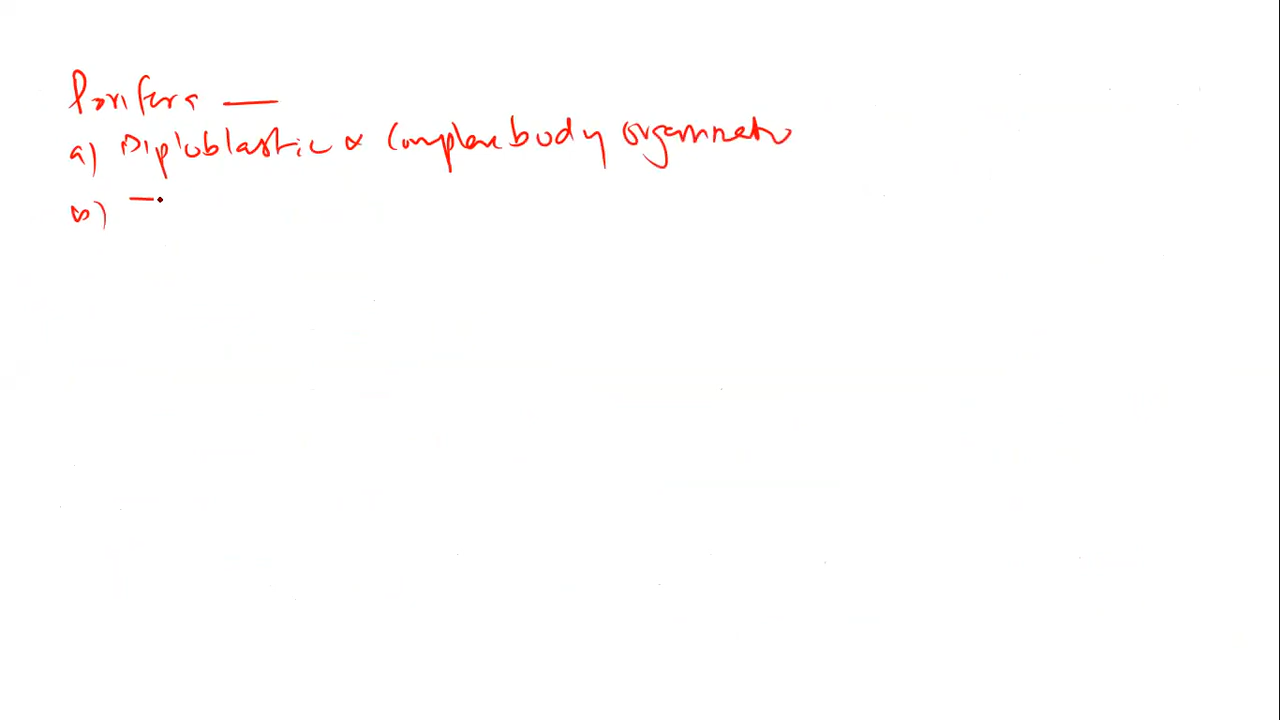 Porifera —
a) Diploblastic & Complex body organisation
b) —